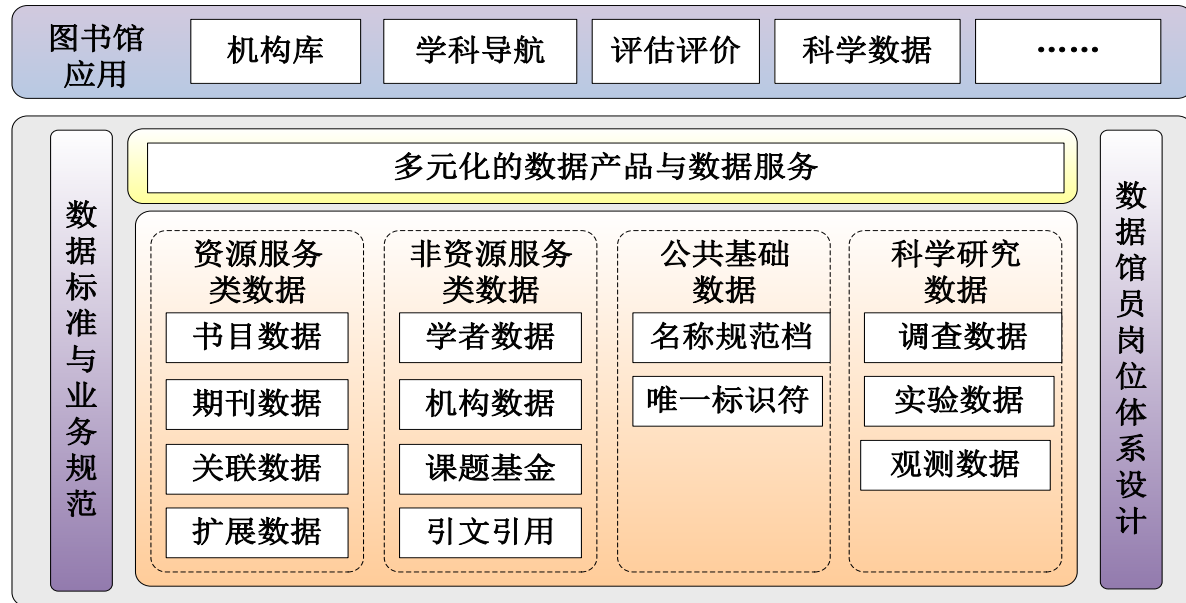 图书馆
应用
机构库
学科导航
评估评价
科学数据
······
数据标准与业务规范
多元化的数据产品与数据服务
资源服务
类数据
书目数据
期刊数据
关联数据
扩展数据
非资源服务
类数据
学者数据
机构数据
课题基金
引文引用
公共基础
数据
名称规范档
唯一标识符
科学研究
数据
调查数据
实验数据
观测数据
数据馆员岗位体系设计